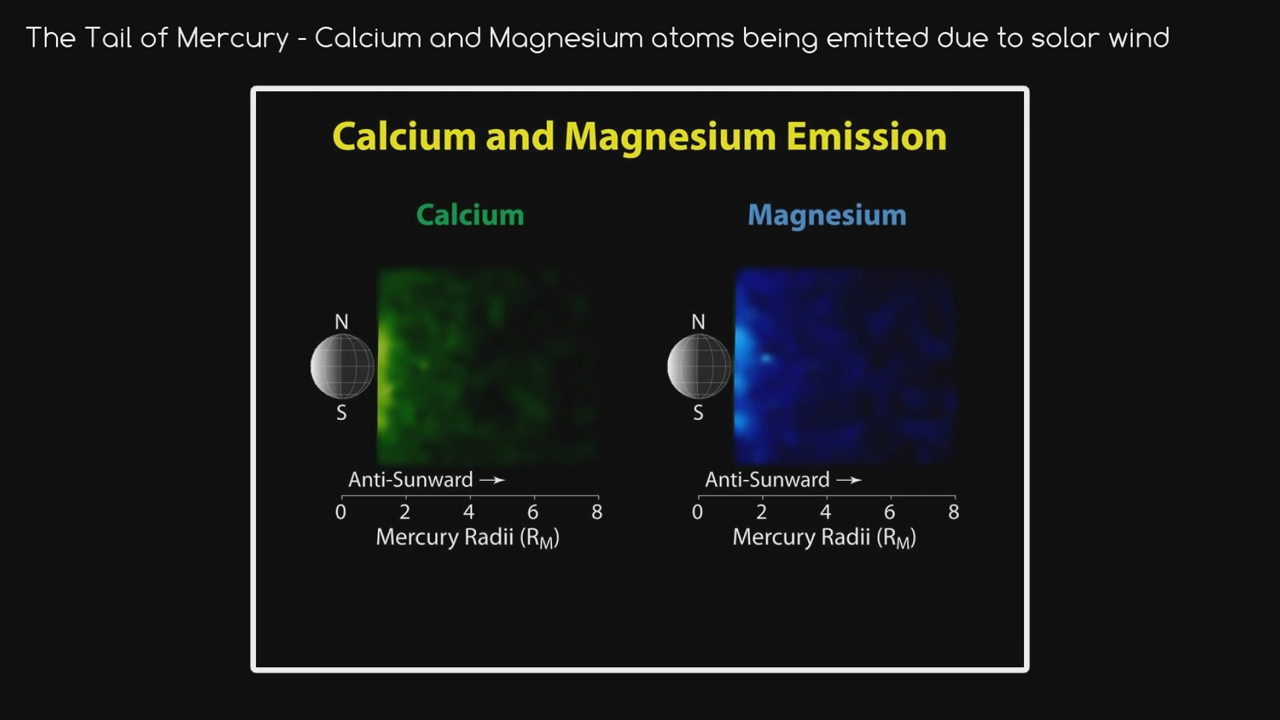 The Tail of Mercury - Calcium and Magnesium atoms being emitted due to solar wind
Calcium and Magnesium Emission
Calcium
N
S
Anti-Sunward →
0 2 4 6 8
Mercury Radii (RM)
Magnesium
N
S
Anti-Sunward →
0 2 4 6 8
Mercury Radii (RM)